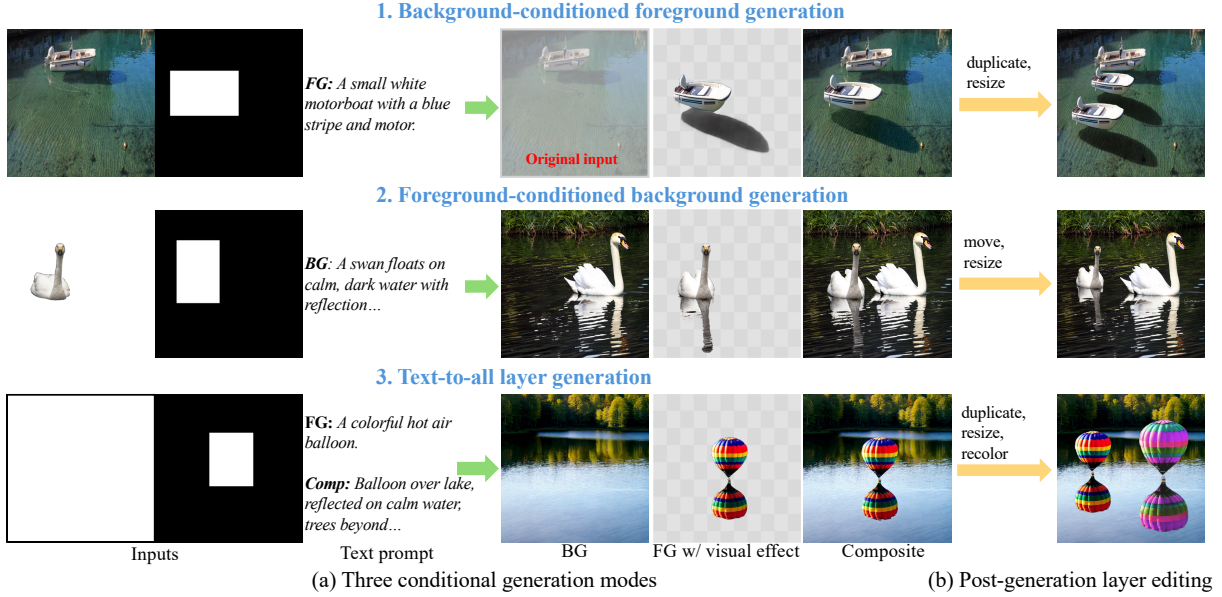 1. Background-conditioned foreground generation
FG: A small white
motorboat with a blue
stripe and motor.
Original input
duplicate,
resize
2. Foreground-conditioned background generation
BG: A swan floats on
calm, dark water with
reflection…
move,
resize
3. Text-to-all layer generation
FG: A colorful hot air
balloon.
Comp: Balloon over lake,
reflected on calm water,
trees beyond…
duplicate,
resize,
recolor
Inputs
Text prompt
BG
FG w/ visual effect
Composite
(a) Three conditional generation modes
(b) Post-generation layer editing